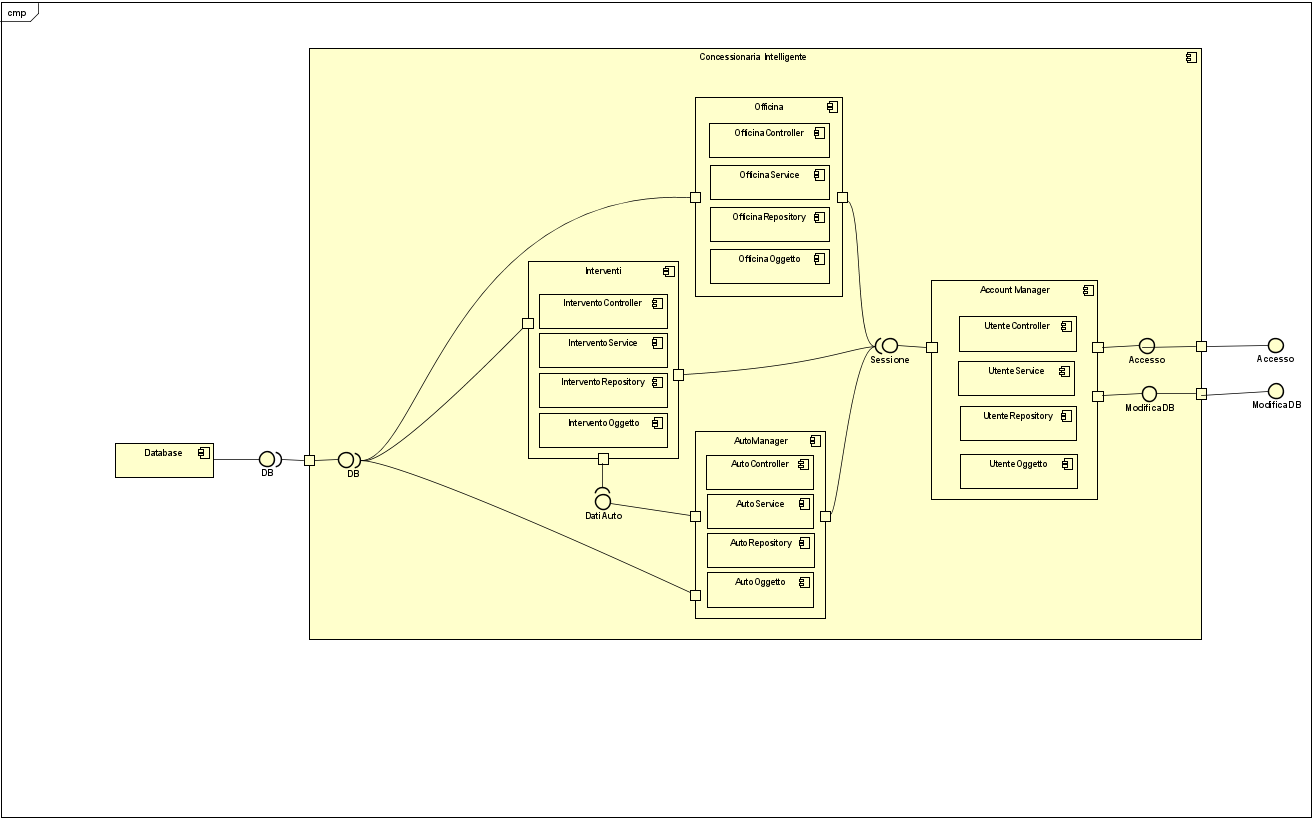 cmp
Concessionaria Intelligente
Officina
Officina Controller
Officina Service
Officina Repository
Officina Oggetto
Interventi
Intervento Controller
Intervento Service
Intervento Repository
Intervento Oggetto
Account Manager
Utente Controller
Utente Service
Utente Repository
Utente Oggetto
Sessione
Accesso
Accesso
ModificaDB
ModificaDB
Database
DB
DB
Dati Auto
AutoManager
Auto Controller
Auto Service
Auto Repository
Auto Oggetto